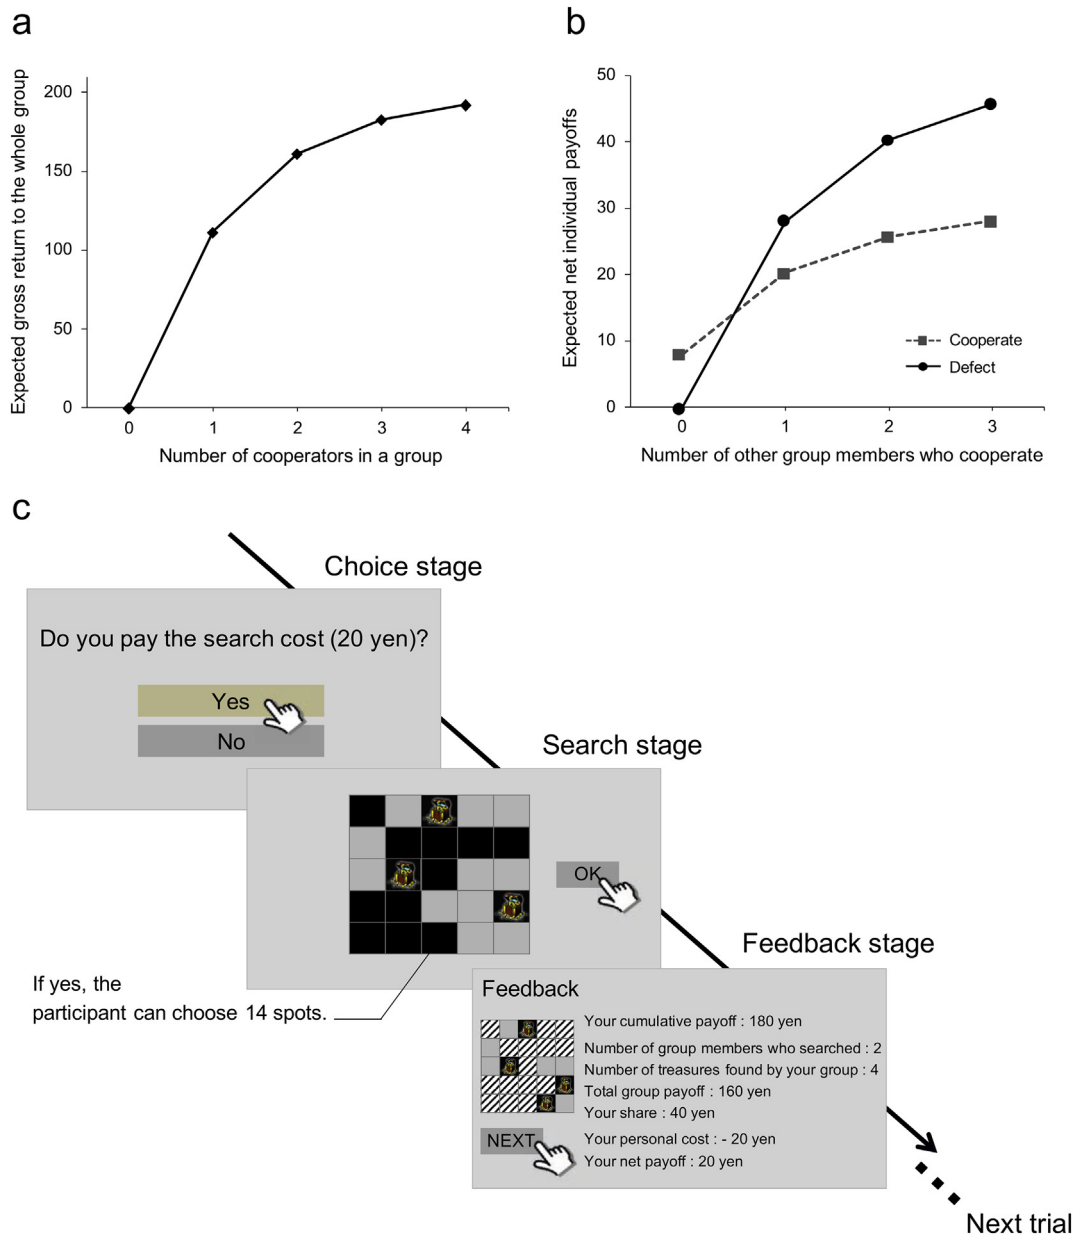 a
Expected gross return to the whole group
200
150
100
50
0
0 1 2 3 4
Number of cooperators in a group
b
Expected net individual payoffs
50
40
30
20
10
0
Cooperate
Defect
0 1 2 3
Number of other group members who cooperate
c
Choice stage
Do you pay the search cost (20 yen)?
Yes
No
Search stage
OK
If yes, the
participant can choose 14 spots.
Feedback stage
Feedback
Your cumulative payoff : 180 yen
Number of group members who searched : 2
Number of treasures found by your group : 4
Total group payoff : 160 yen
Your share : 40 yen
NEXT
Your personal cost : - 20 yen
Your net payoff : 20 yen
Next trial